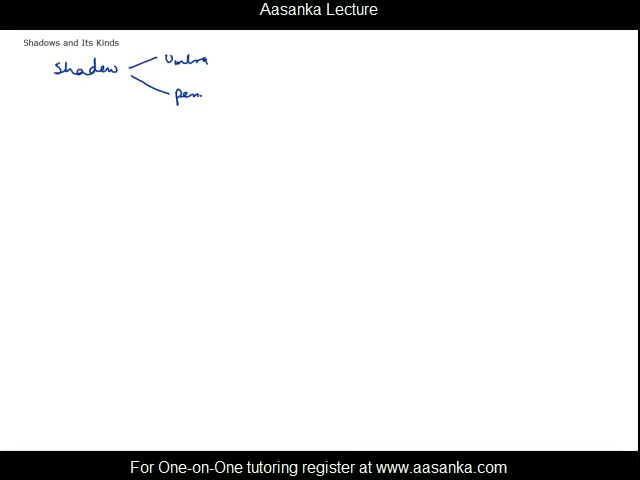 Aasanka Lecture
Shadows and Its Kinds
Umbra
Shadow
pen
For One-on-One tutoring register at www.aasanka.com